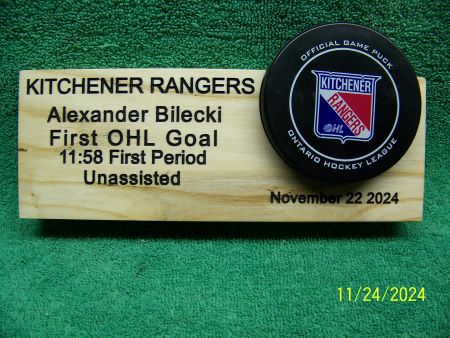 KITCHENER RANGERS
Alexander Bilecki
First OHL Goal
11:58 First Period
Unassisted
November 22 2024
OFFICIAL GAME PUCK
KITCHENER
RANGERS
OHL
ONTARIO HOCKEY LEAGUE
11/24/2024